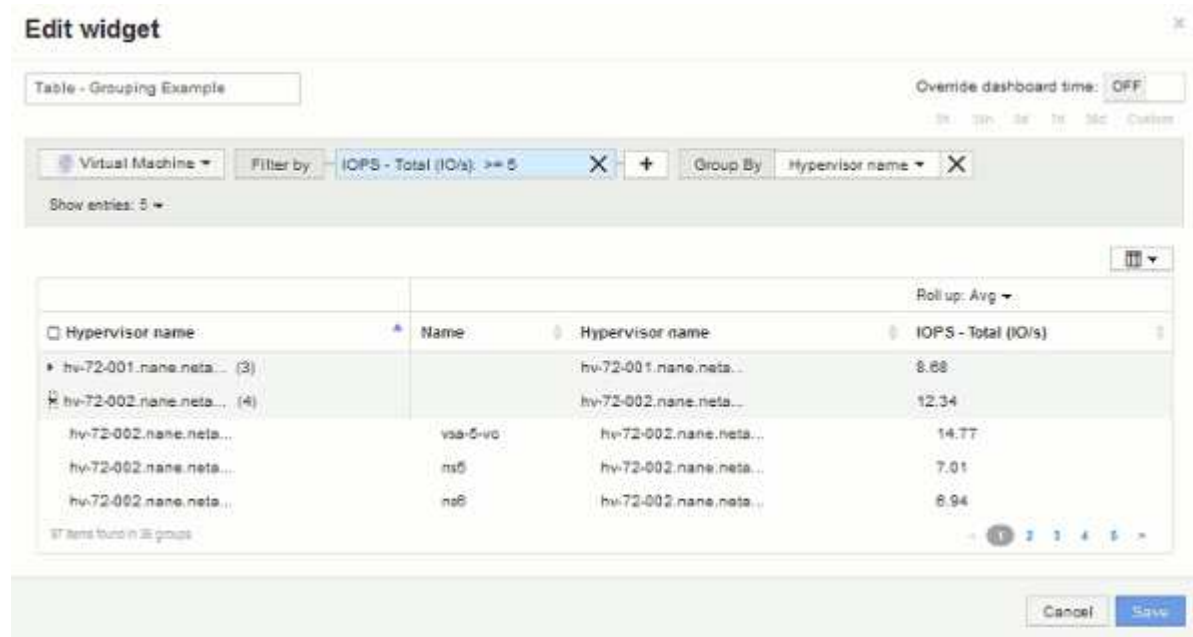 Edit widget
Table - Grouping Example
Override dashboard time: OFF
Custom
Virtual Machine
Filter by
IOPS - Total (IO/s): >= 5
Group By
Hypervisor name
Show entries: 5
Roll up: Avg
Hypervisor name Name Hypervisor name IOPS - Total (IO/s)
hv-72-001.nane.neta... (3) hv-72-001.nane.neta... 8.68
hv-72-002.nane.neta... (4) hv-72-002.nane.neta... 12.34
hv-72-002.nane.neta... vsa-5-vc hv-72-002.nane.neta... 14.77
hv-72-002.nane.neta... ns5 hv-72-002.nane.neta... 7.01
hv-72-002.nane.neta... ns6 hv-72-002.nane.neta... 6.94
items found in groups
1 2 3 4 5
Cancel Save